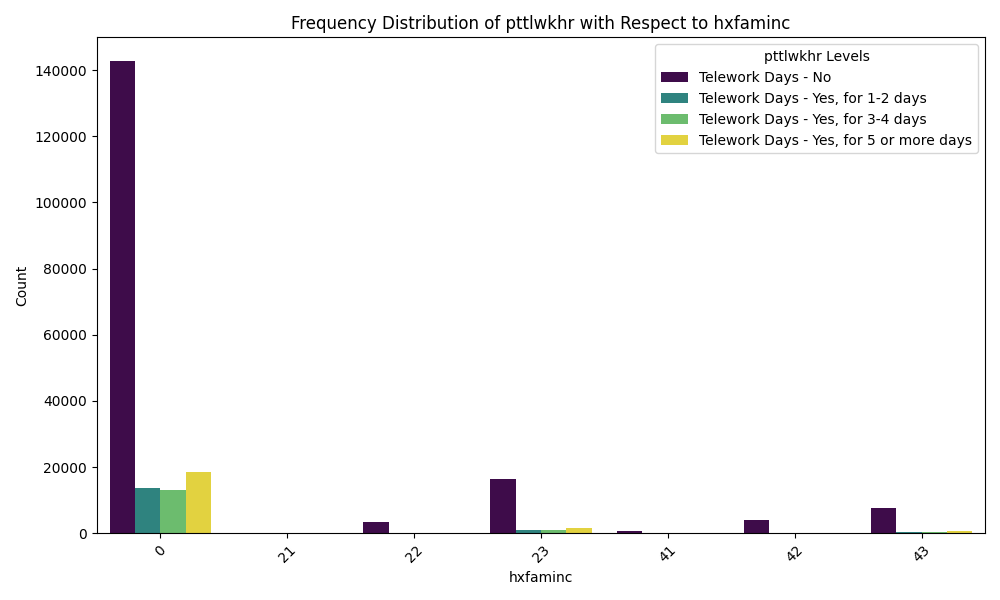 Frequency Distribution of pttlwkhr with Respect to hxfaminc
pttlwkhr Levels
Telework Days - No
Telework Days - Yes, for 1-2 days
Telework Days - Yes, for 3-4 days
Telework Days - Yes, for 5 or more days
140000
120000
100000
80000
60000
40000
20000
0
Count
0 21 22 23 41 42 43
hxfaminc